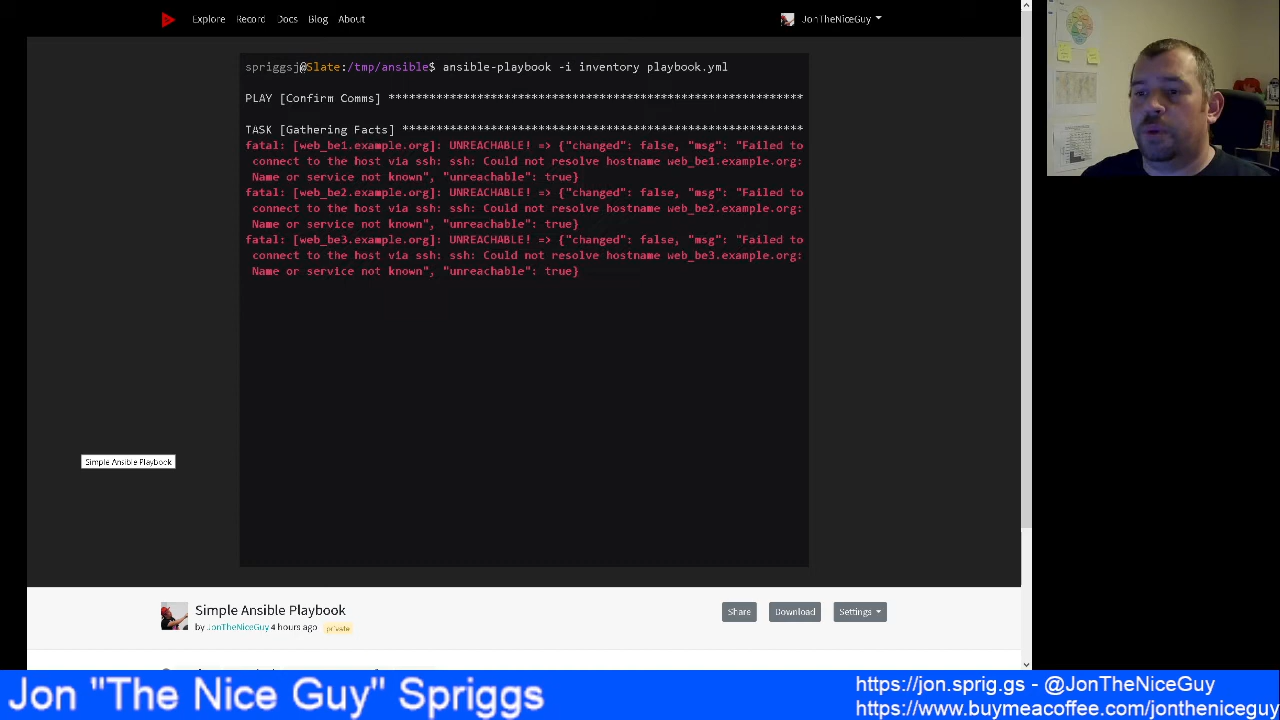 Explore Record Docs Blog About
JonTheNiceGuy
spriggsj@Slate:/tmp/ansible$ ansible-playbook -i inventory playbook.yml
PLAY [Confirm Comms] *************************************************************
TASK [Gathering Facts] ***********************************************************
fatal: [web_be1.example.org]: UNREACHABLE! => {"changed": false, "msg": "Failed to
connect to the host via ssh: ssh: Could not resolve hostname web_be1.example.org:
Name or service not known", "unreachable": true}
fatal: [web_be2.example.org]: UNREACHABLE! => {"changed": false, "msg": "Failed to
connect to the host via ssh: ssh: Could not resolve hostname web_be2.example.org:
Name or service not known", "unreachable": true}
fatal: [web_be3.example.org]: UNREACHABLE! => {"changed": false, "msg": "Failed to
connect to the host via ssh: ssh: Could not resolve hostname web_be3.example.org:
Name or service not known", "unreachable": true}
Simple Ansible Playbook
Simple Ansible Playbook
by JonTheNiceGuy 4 hours ago private
Share Download Settings
Jon "The Nice Guy" Spriggs
https://jon.sprig.gs - @JonTheNiceGuy
https://www.buymeacoffee.com/jontheniceguy